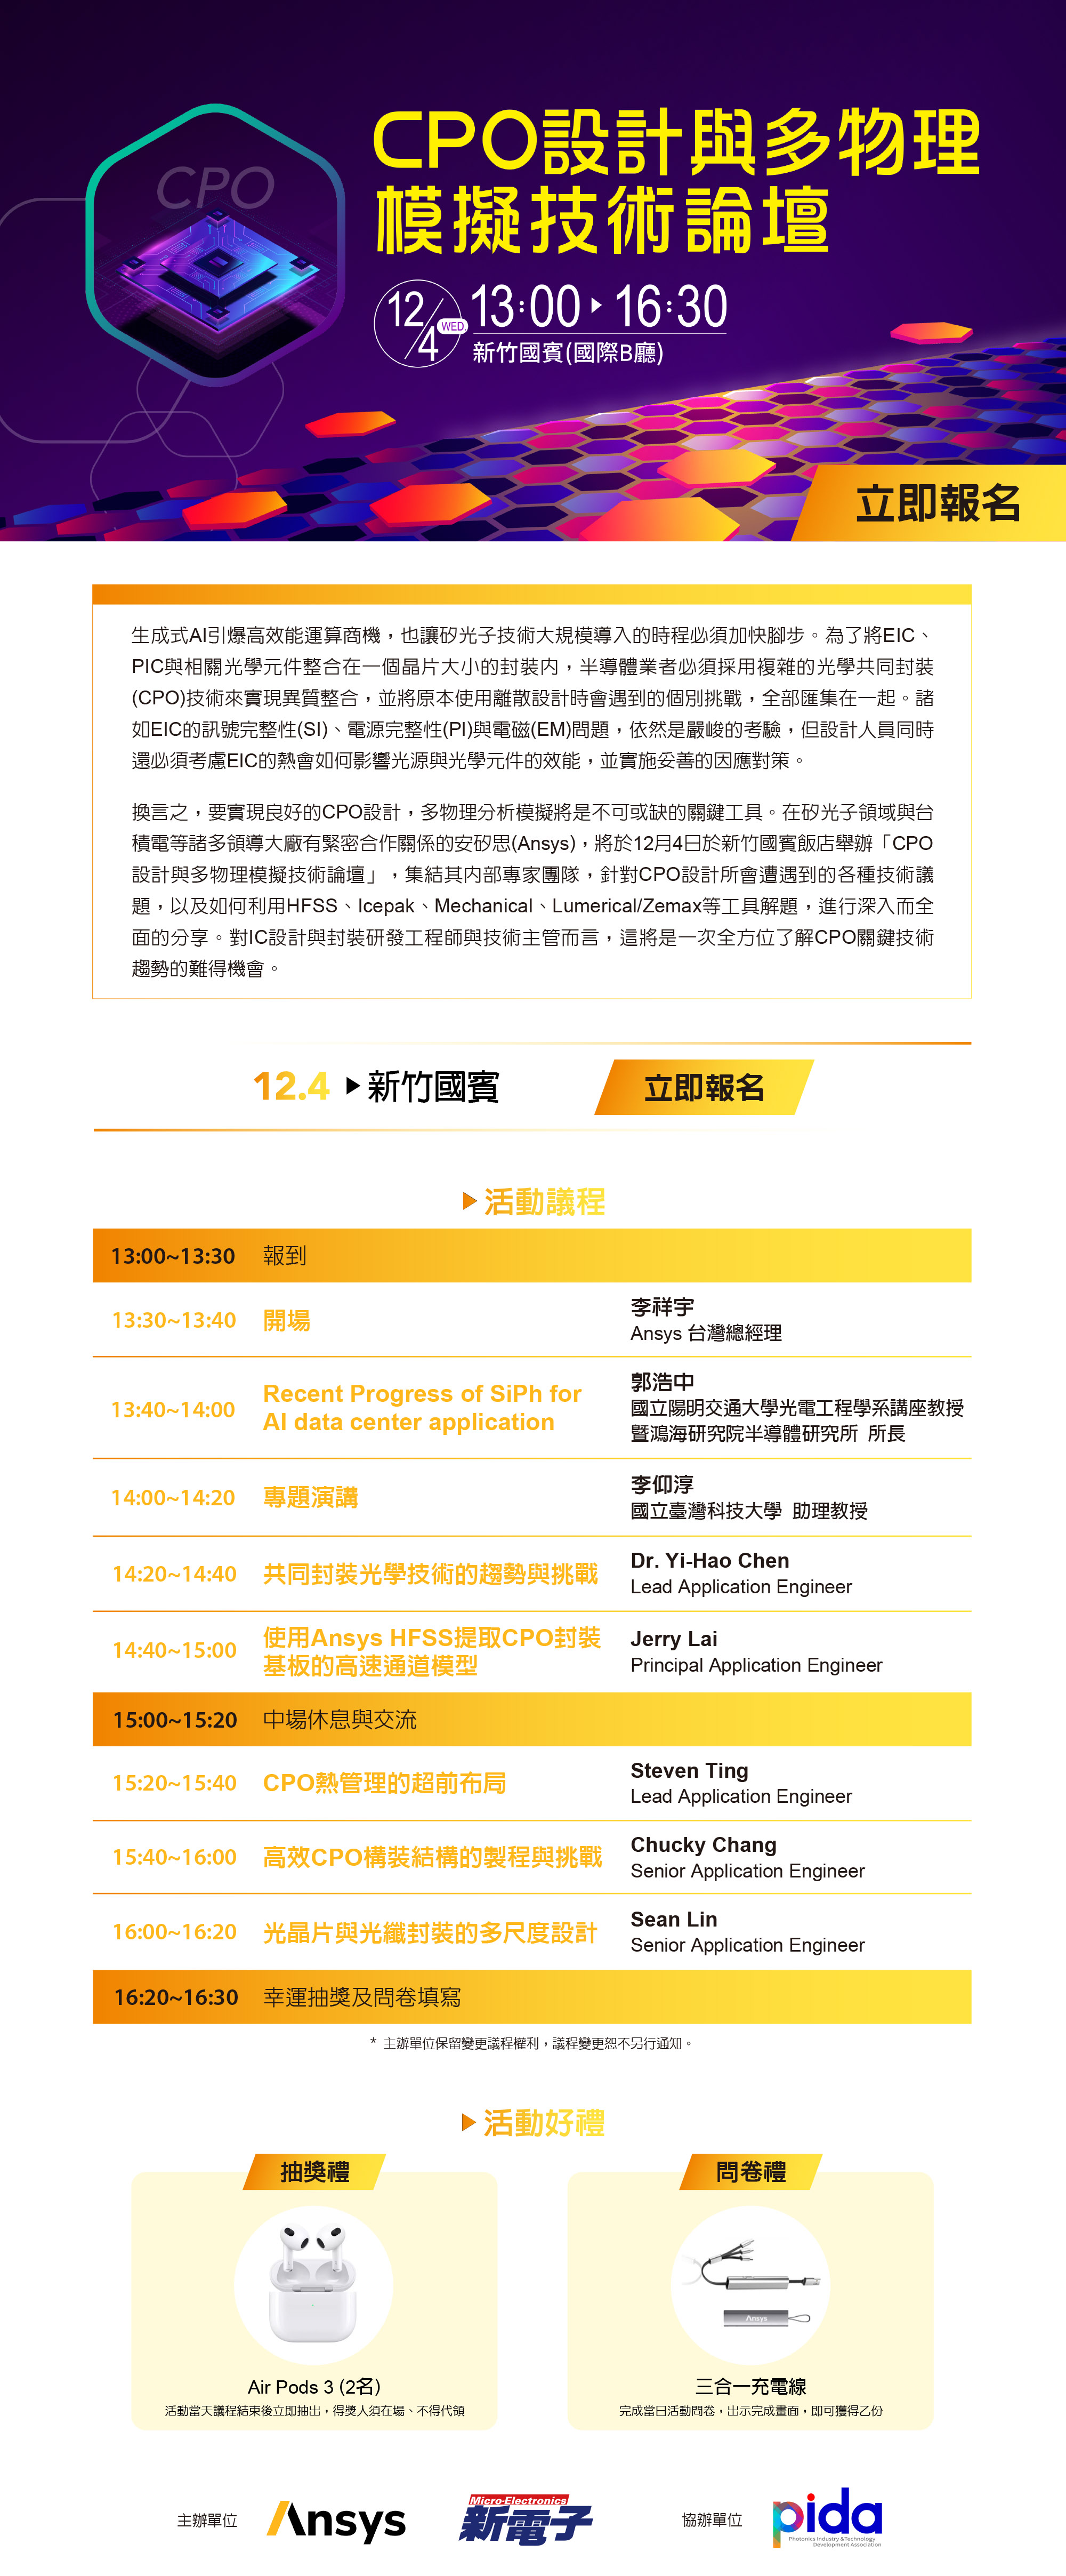 CPO
CPO設計與多物理
模擬技術論壇
12/4 WED 13:00▶16:30
新竹國賓(國際B廳)
立即報名
生成式AI引爆高效能運算商機，也讓矽光子技術大規模導入的時程必須加快腳步。為了將EIC、
PIC與相關光學元件整合在一個晶片大小的封裝內，半導體業者必須採用複雜的光學共同封裝
(CPO)技術來實現異質整合，並將原本使用離散設計時會遇到的個別挑戰，全部匯集在一起。諸
如EIC的訊號完整性(SI)、電源完整性(PI)與電磁(EM)問題，依然是嚴峻的考驗，但設計人員同時
還必須考慮EIC的熱會如何影響光源與光學元件的效能，並實施妥善的因應對策。
換言之，要實現良好的CPO設計，多物理分析模擬將是不可或缺的關鍵工具。在矽光子領域與台
積電等諸多領導大廠有緊密合作關係的安矽思(Ansys)，將於12月4日於新竹國賓飯店舉辦「CPO
設計與多物理模擬技術論壇」，集結其內部專家團隊，針對CPO設計所會遭遇到的各種技術議
題，以及如何利用HFSS、Icepak、Mechanical、Lumerical/Zemax等工具解題，進行深入而全
面的分享。對IC設計與封裝研發工程師與技術主管而言，這將是一次全方位了解CPO關鍵技術
趨勢的難得機會。
12.4 ▶新竹國賓 立即報名
▶活動議程
13:00~13:30 報到
13:30~13:40 開場 李祥宇
Ansys 台灣總經理
13:40~14:00 Recent Progress of SiPh for
AI data center application
郭浩中
國立陽明交通大學光電工程學系講座教授
暨鴻海研究院半導體研究所 所長
14:00~14:20 專題演講 李仰淳
國立臺灣科技大學 助理教授
14:20~14:40 共同封裝光學技術的趨勢與挑戰 Dr. Yi-Hao Chen
Lead Application Engineer
14:40~15:00 使用Ansys HFSS提取CPO封裝
基板的高速通道模型
Jerry Lai
Principal Application Engineer
15:00~15:20 中場休息與交流
15:20~15:40 CPO熱管理的超前布局 Steven Ting
Lead Application Engineer
15:40~16:00 高效CPO構裝結構的製程與挑戰 Chucky Chang
Senior Application Engineer
16:00~16:20 光晶片與光纖封裝的多尺度設計 Sean Lin
Senior Application Engineer
16:20~16:30 幸運抽獎及問卷填寫
* 主辦單位保留變更議程權利，議程變更恕不另行通知。
▶活動好禮
抽獎禮
Air Pods 3 (2名)
活動當天議程結束後立即抽出，得獎人須在場、不得代領
問卷禮
Ansys
三合一充電線
完成當日活動問卷，出示完成畫面，即可獲得乙份
主辦單位 Ansys
Micro-Electronics
新電子
協辦單位 pida
Photonics Industry & Technology
Development Association